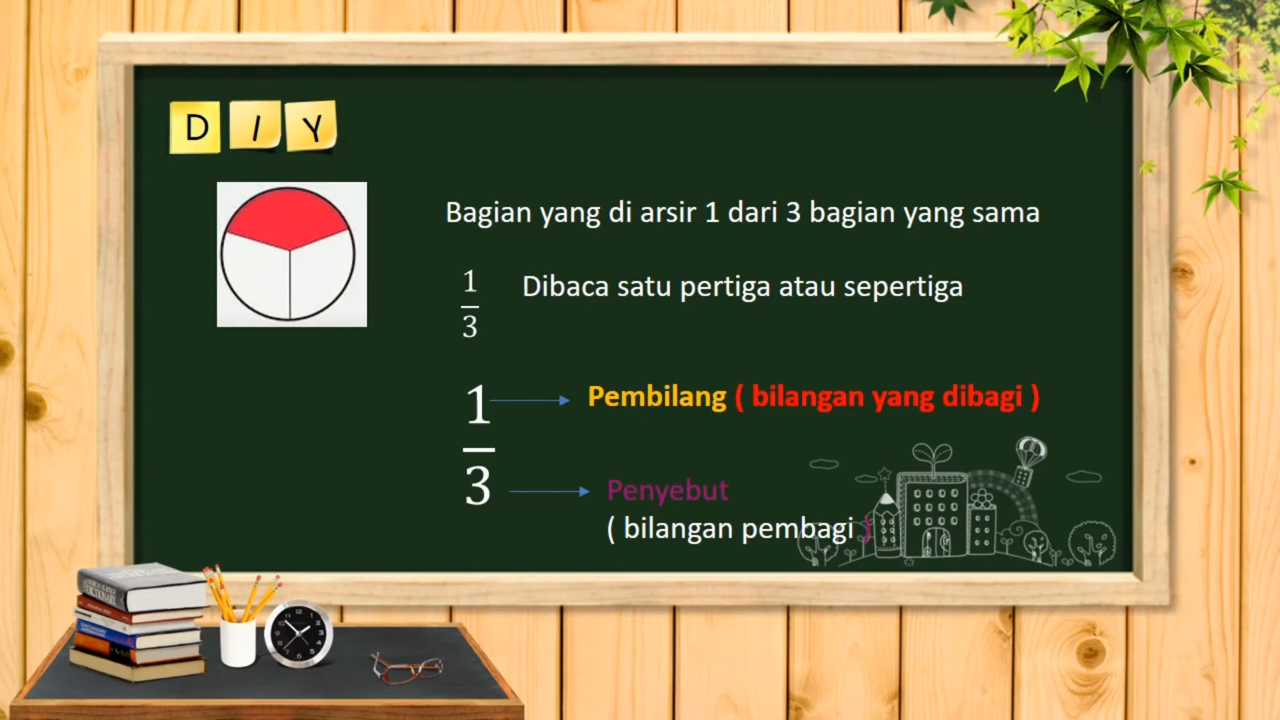 D I Y
Bagian yang di arsir 1 dari 3 bagian yang sama
1
3
Dibaca satu pertiga atau sepertiga
1
Pembilang ( bilangan yang dibagi )
3
Penyebut
( bilangan pembagi )